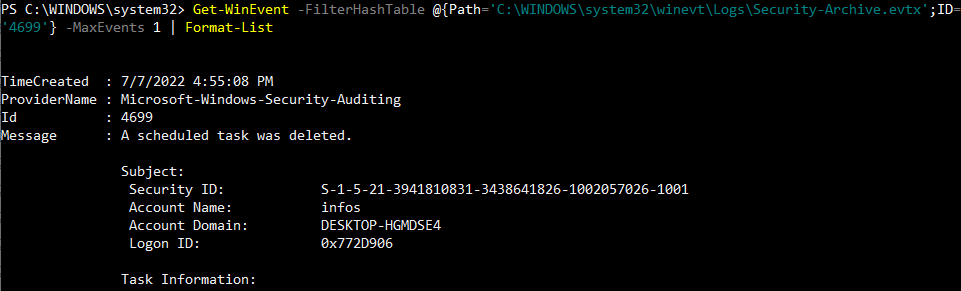 PS C:\WINDOWS\system32> Get-WinEvent -FilterHashTable @{Path='C:\WINDOWS\system32\winevt\Logs\Security-Archive.evtx';ID=
'4699'} -MaxEvents 1 | Format-List
TimeCreated  : 7/7/2022 4:55:08 PM
ProviderName : Microsoft-Windows-Security-Auditing
Id           : 4699
Message      : A scheduled task was deleted.
Subject:
Security ID: S-1-5-21-3941810831-3438641826-1002057026-1001
Account Name: infos
Account Domain: DESKTOP-HGMDSE4
Logon ID: 0x772D906
Task Information: